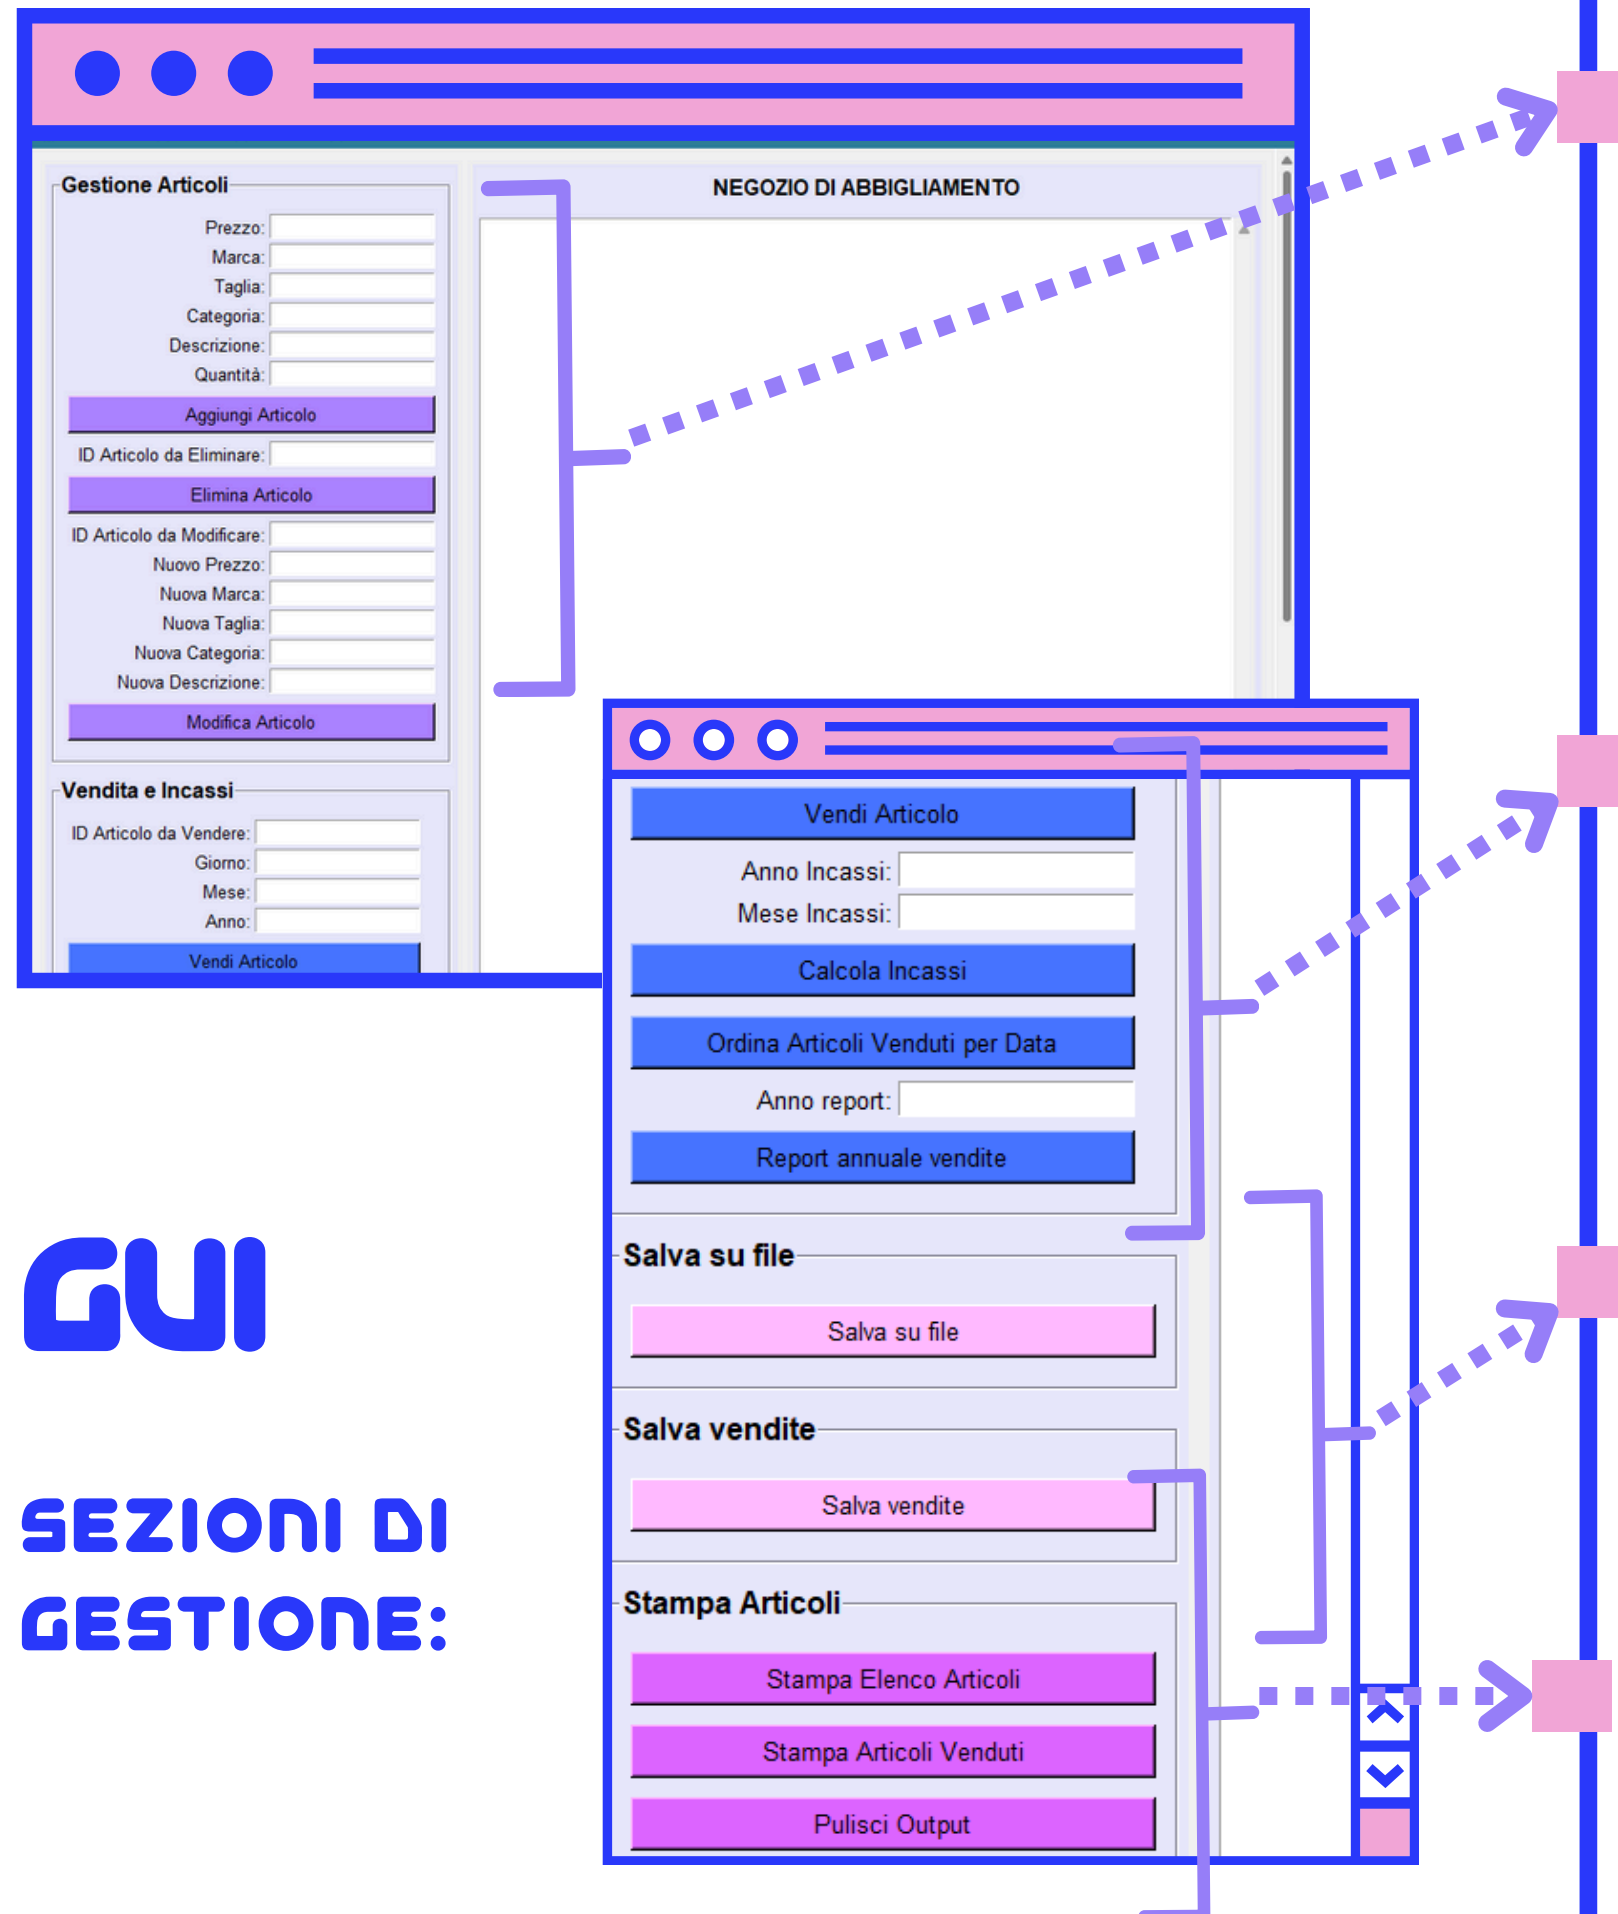 Gestione Articoli
Prezzo:
Marca:
Taglia:
Categoria:
Descrizione:
Quantità:
Aggiungi Articolo
ID Articolo da Eliminare:
Elimina Articolo
ID Articolo da Modificare:
Nuovo Prezzo:
Nuova Marca:
Nuova Taglia:
Nuova Categoria:
Nuova Descrizione:
Modifica Articolo
Vendita e Incassi
ID Articolo da Vendere:
Giorno:
Mese:
Anno:
Vendi Articolo
NEGOZIO DI ABBIGLIAMENTO
Vendi Articolo
Anno Incassi:
Mese Incassi:
Calcola Incassi
Ordina Articoli Venduti per Data
Anno report:
Report annuale vendite
Salva su file
Salva su file
Salva vendite
Salva vendite
Stampa Articoli
Stampa Elenco Articoli
Stampa Articoli Venduti
Pulisci Output
GUI
SEZIONI DI
GESTIONE: